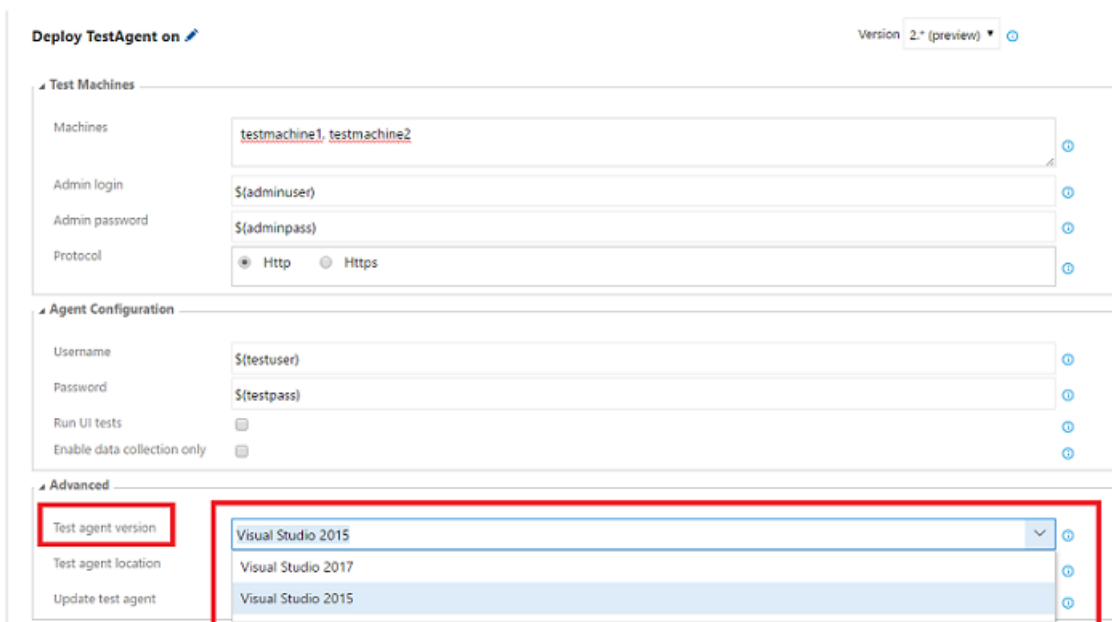 Deploy TestAgent on
Version 2.* (preview)
Test Machines
Machines
testmachine1, testmachine2
Admin login
$(adminuser)
Admin password
$(adminpass)
Protocol
Http Https
Agent Configuration
Username
$(testuser)
Password
$(testpass)
Run UI tests
Enable data collection only
Advanced
Test agent version
Visual Studio 2015
Test agent location
Visual Studio 2017
Update test agent
Visual Studio 2015